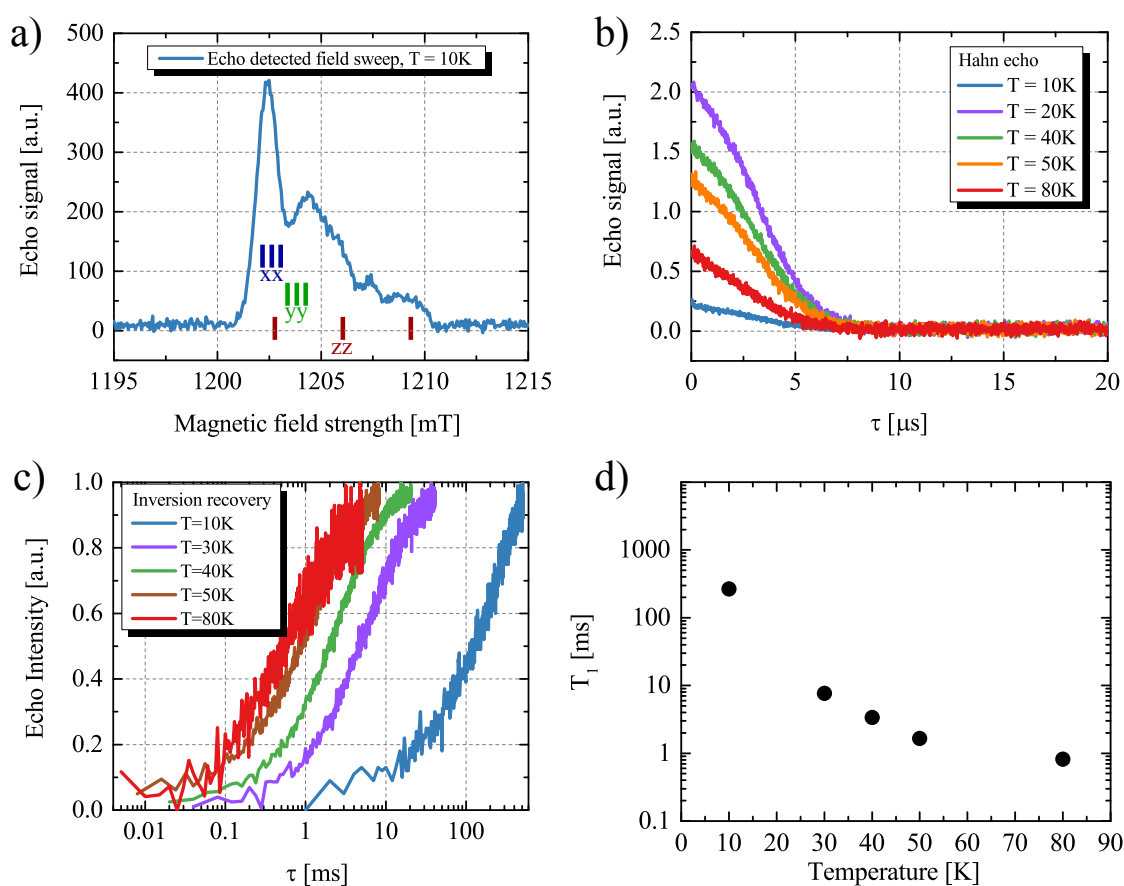 a)
Echo detected field sweep, T = 10K
500
400
300
200
100
0
Echo signal [a.u.]
xx
yy
zz
1195 1200 1205 1210 1215
Magnetic field strength [mT]
b)
Hahn echo
T = 10K
T = 20K
T = 40K
T = 50K
T = 80K
2.5
2.0
1.5
1.0
0.5
0.0
Echo signal [a.u.]
0 5 10 15 20
τ [μs]
c)
Inversion recovery
T=10K
T=30K
T=40K
T=50K
T=80K
1.0
0.8
0.6
0.4
0.2
0.0
Echo Intensity [a.u.]
0.01 0.1 1 10 100
τ [ms]
d)
1000
100
10
1
0.1
T₁ [ms]
0 10 20 30 40 50 60 70 80 90
Temperature [K]